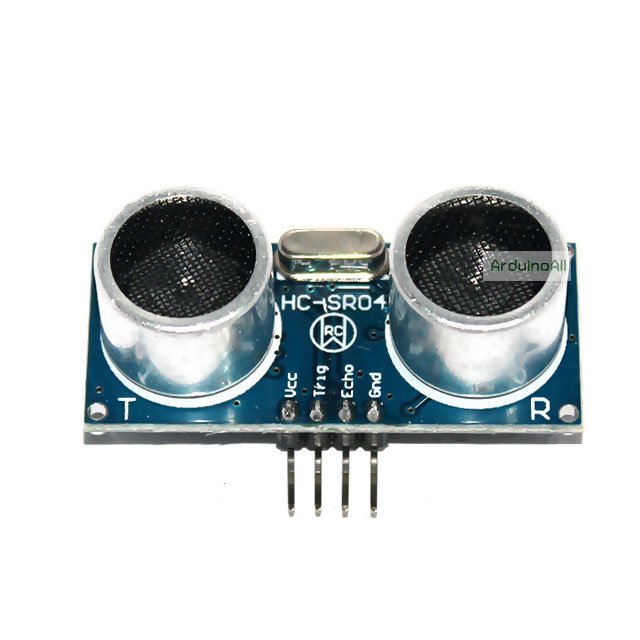 ArduinoAll
HC-SR04
RC
Vcc
Trig
Echo
Gnd
T
R